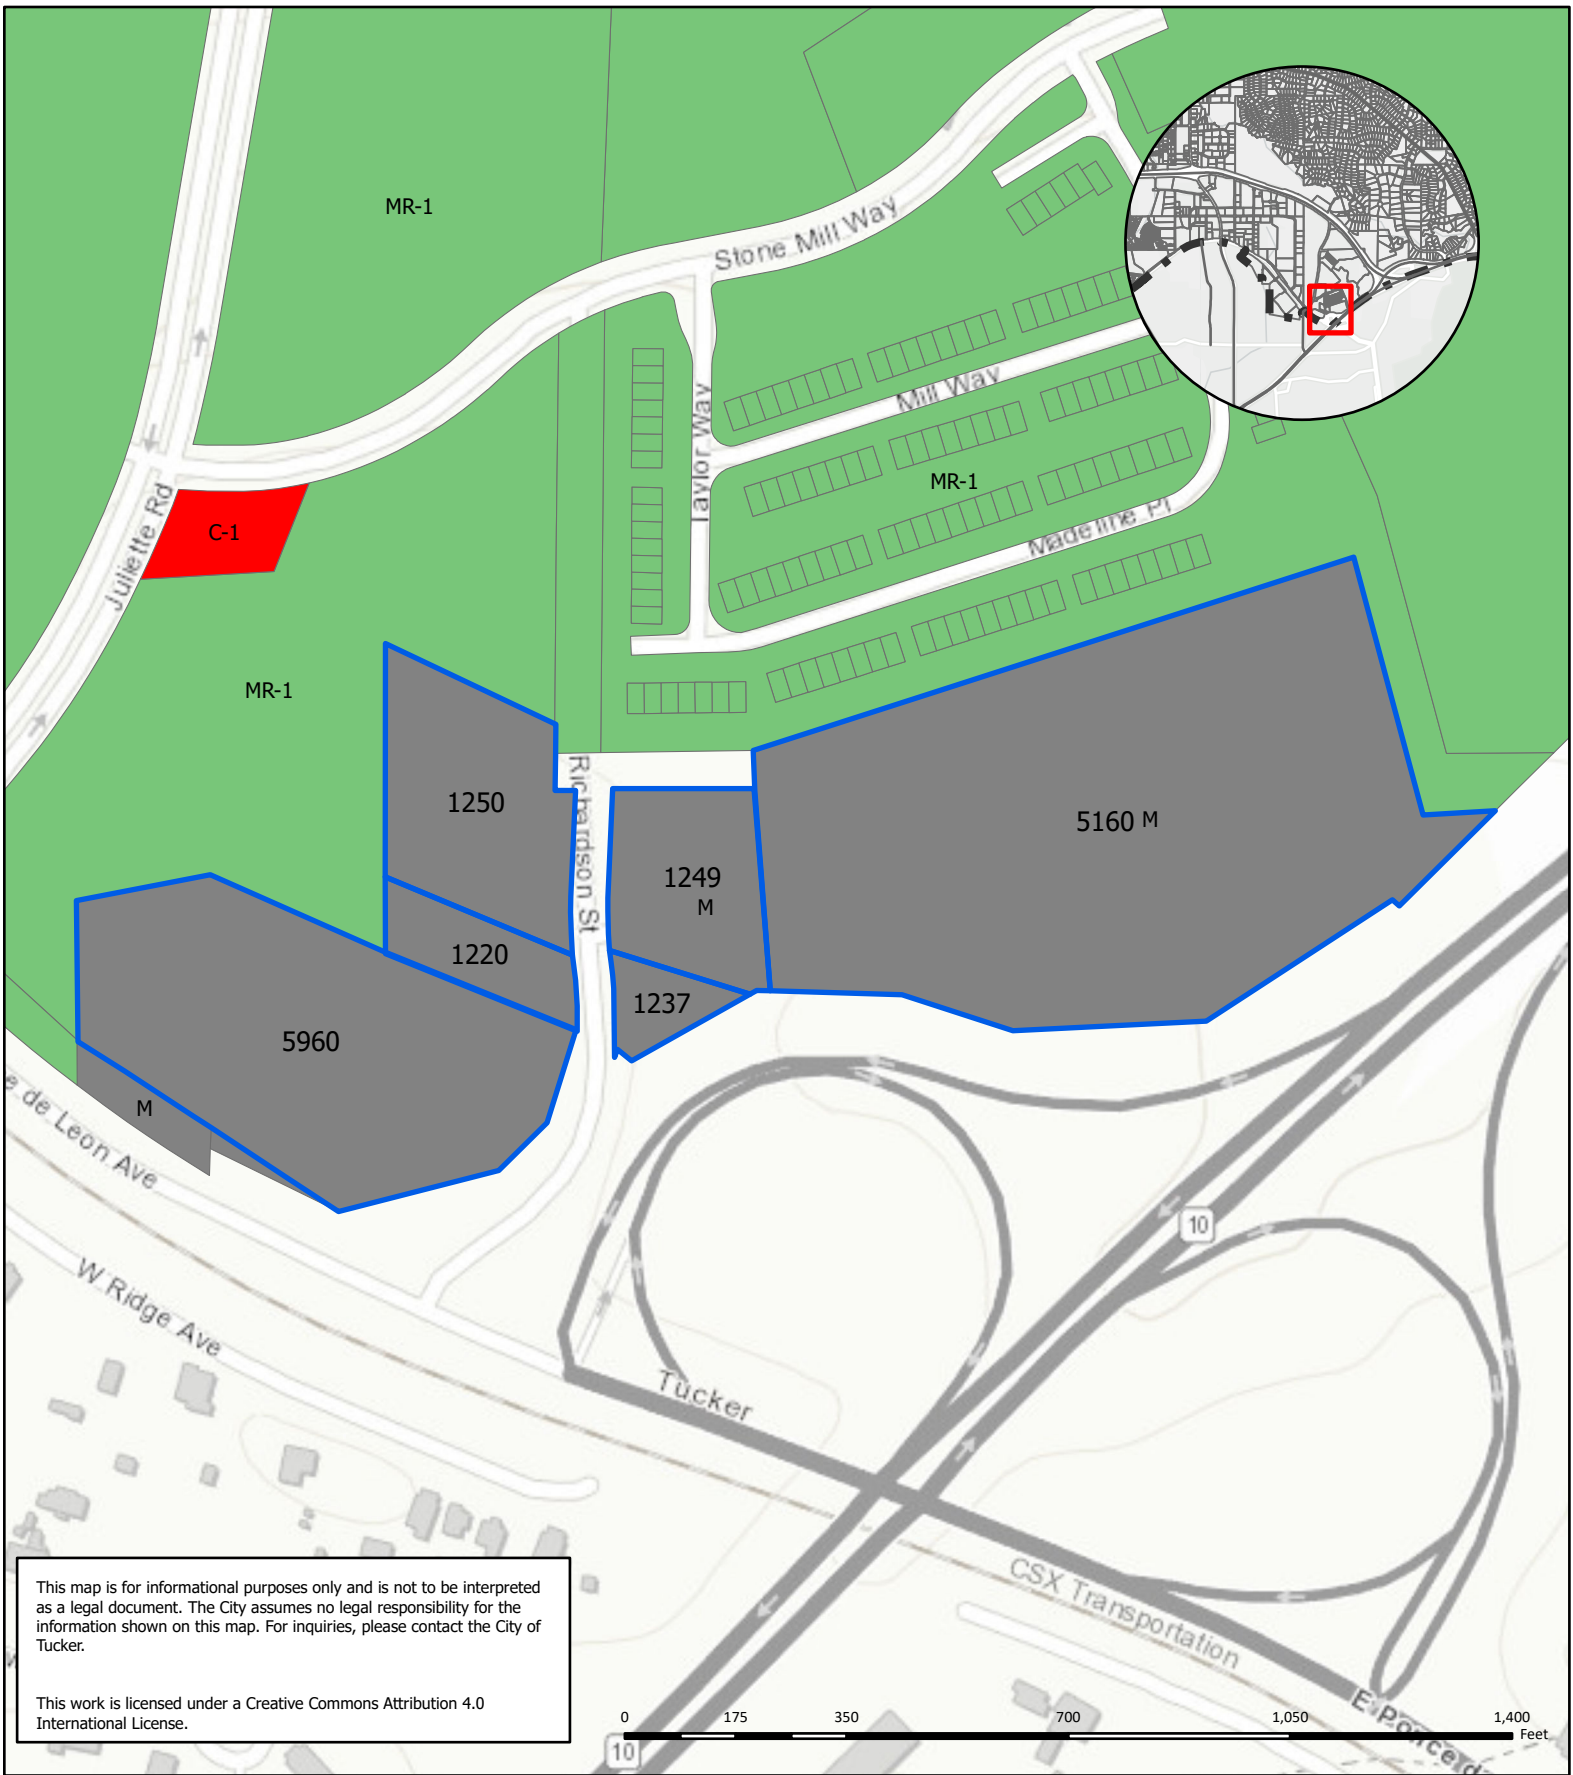 MR-1
Stone Mill Way
Mill Way
Taylor Way
MR-1
C-1
Juliette Rd
Madeline Pl
MR-1
1250
Richardson St
1249
M
5160 M
1220
1237
5960
M
e de Leon Ave
W Ridge Ave
10
Tucker
CSX Transportation
E Ponce d
This map is for informational purposes only and is not to be interpreted
as a legal document. The City assumes no legal responsibility for the
information shown on this map. For inquiries, please contact the City of
Tucker.
This work is licensed under a Creative Commons Attribution 4.0
International License.
0 175 350 700 1,050 1,400
Feet
10